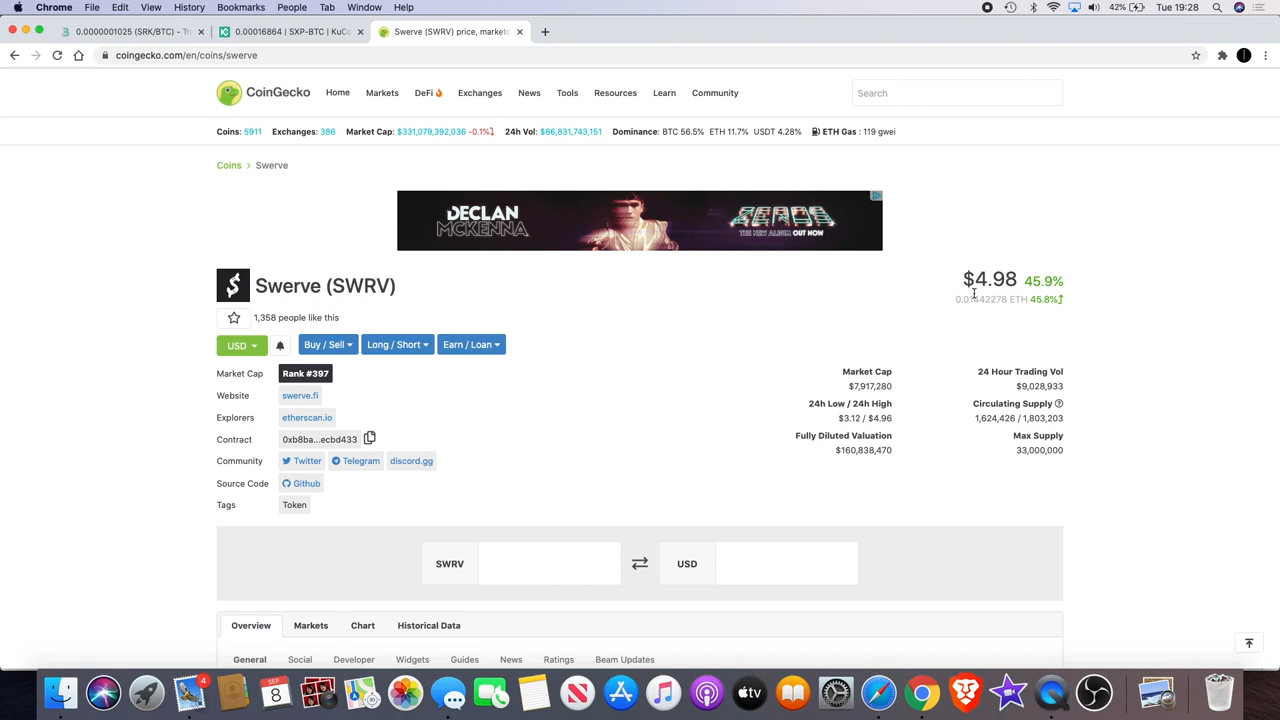 Chrome File Edit View History Bookmarks People Tab Window Help 42% Tue 19:28
0.0000001025 (SRK/BTC) - Tr
0.00016864 | SXP-BTC | KuCo
Swerve (SWRV) price, marketc
coingecko.com/en/coins/swerve
CoinGecko Home Markets DeFi Exchanges News Tools Resources Learn Community Search
Coins: 5911 Exchanges: 386 Market Cap: $331,079,392,036 -0.1% 24h Vol: $86,831,743,151 Dominance: BTC 56.5% ETH 11.7% USDT 4.28% ETH Gas : 119 gwei
Coins > Swerve
DECLAN MCKENNA
ZEROS
THE NEW ALBUM OUT NOW
Swerve (SWRV)
$4.98 45.9%
ETH 45.8%
1,358 people like this
USD Buy / Sell Long / Short Earn / Loan
Market Cap Rank #397
Website swerve.fi
Explorers etherscan.io
Contract 0xb8ba...ecbd433
Community Twitter Telegram discord.gg
Source Code Github
Tags Token
Market Cap 24 Hour Trading Vol
$7,917,280 $9,028,933
24h Low / 24h High Circulating Supply
$3.12 / $4.96 1,624,426 / 1,803,203
Fully Diluted Valuation Max Supply
$160,838,470 33,000,000
SWRV USD
Overview Markets Chart Historical Data
General Social Developer Widgets Guides News Ratings Beam Updates
4
SEP
8
tv